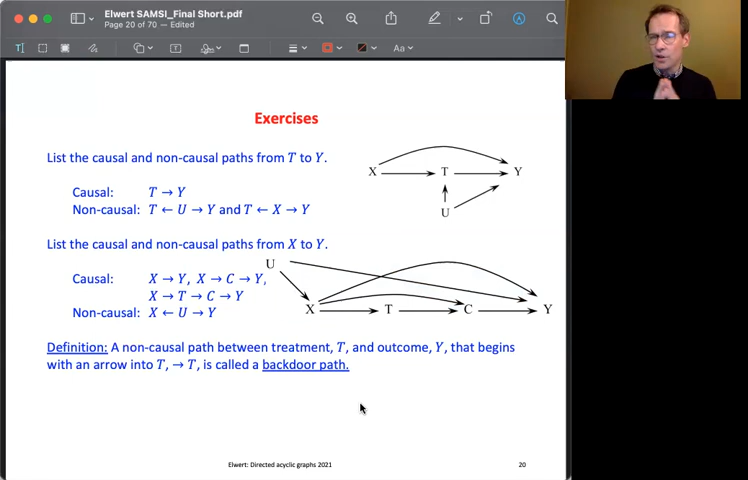 Elwert SAMSI_Final Short.pdf
Page 20 of 70 — Edited
Aa
Exercises
List the causal and non-causal paths from T to Y.
Causal: T → Y
Non-causal: T ← U → Y and T ← X → Y
X T Y
U
List the causal and non-causal paths from X to Y.
U
Causal: X → Y, X → C → Y,
X → T → C → Y
Non-causal: X ← U → Y
X T C Y
Definition: A non-causal path between treatment, T, and outcome, Y, that begins
with an arrow into T, → T, is called a backdoor path.
Elwert: Directed acyclic graphs 2021 20